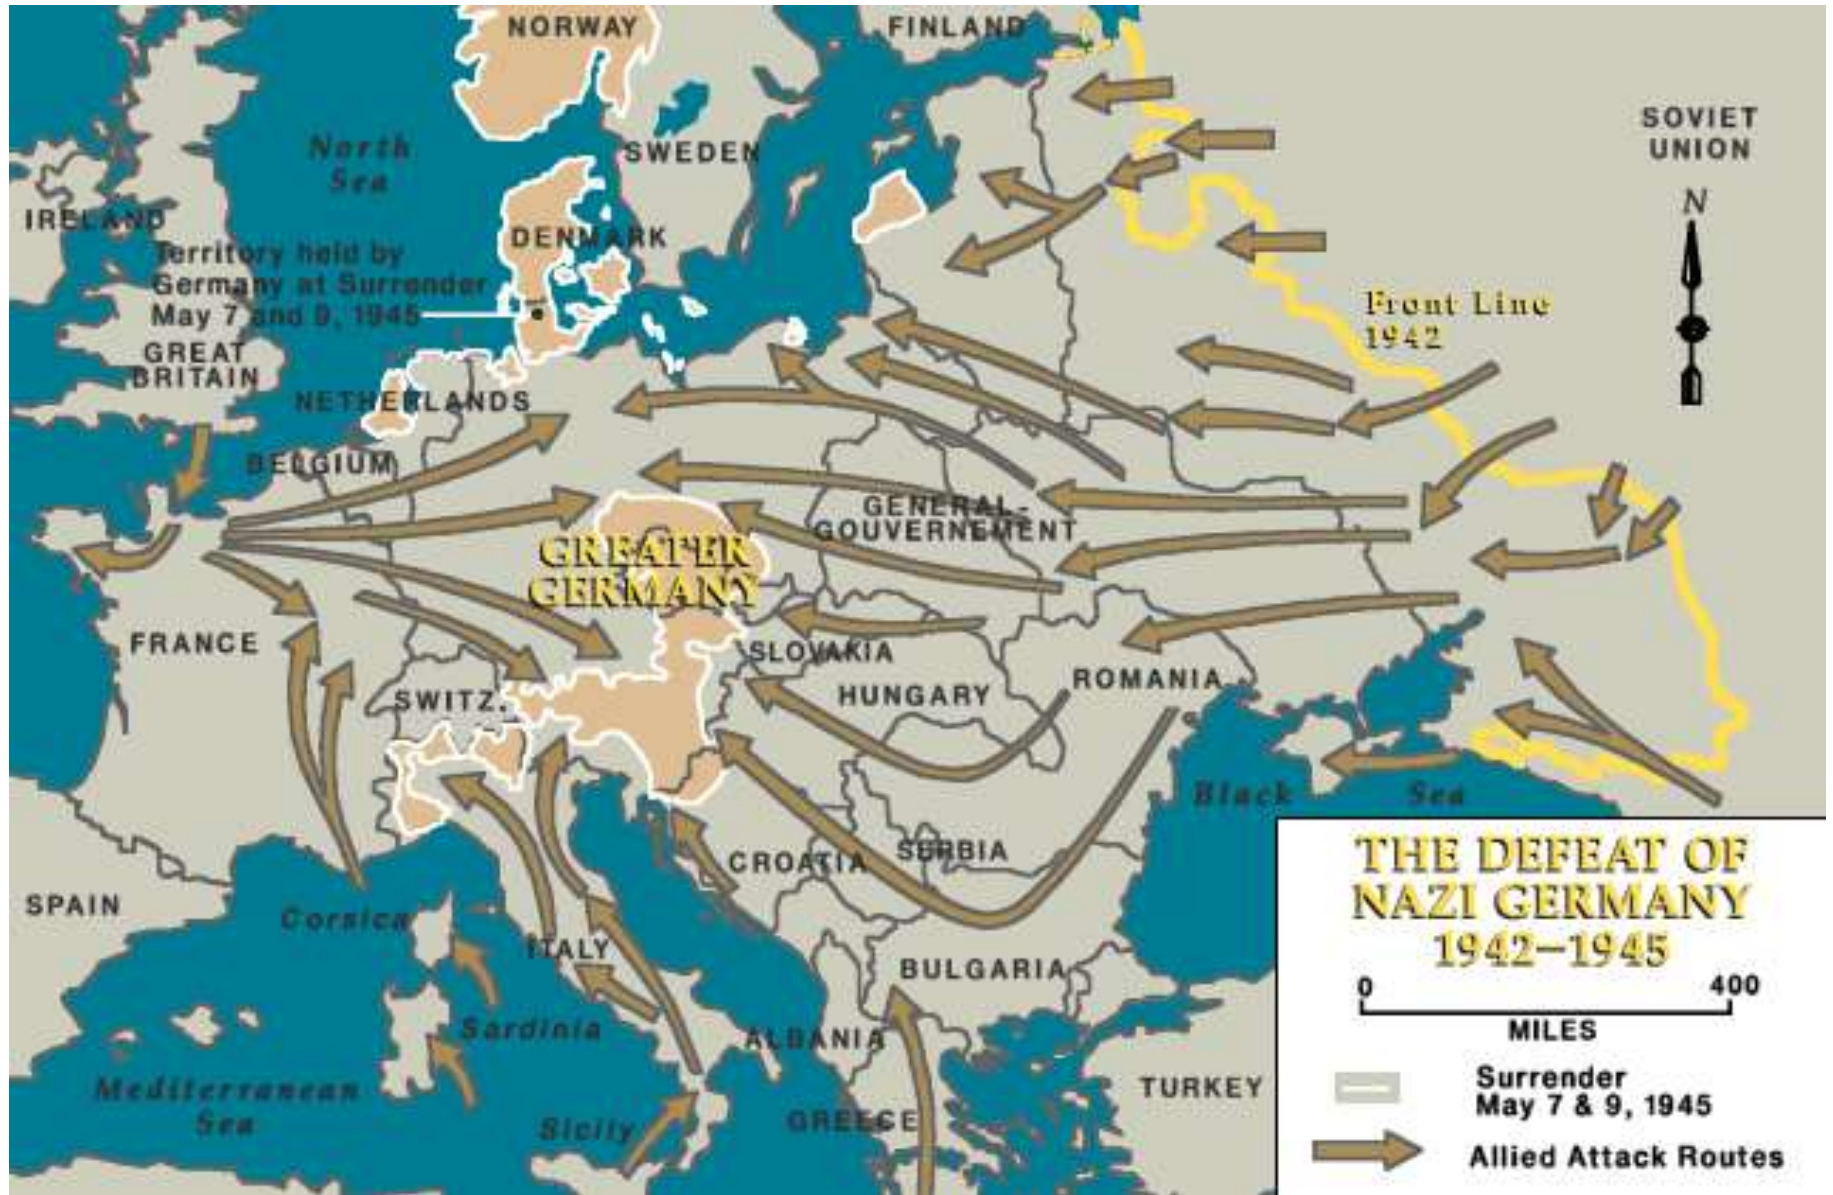 NORWAY
FINLAND
SOVIET
UNION
North
Sea
SWEDEN
N
IRELAND
DENMARK
Territory held by
Germany at Surrender
May 7 and 9, 1945
Front Line
1942
GREAT
BRITAIN
NETHERLANDS
BELGIUM
GENERAL-
GOUVERNEMENT
GREATER
GERMANY
FRANCE
SLOVAKIA
SWITZ.
HUNGARY
ROMANIA
Black Sea
CROATIA
SERBIA
SPAIN
Corsica
ITALY
BULGARIA
Sardinia
ALBANIA
Mediterranean
Sea
Sicily
GREECE
TURKEY
THE DEFEAT OF
NAZI GERMANY
1942–1945
0 400
MILES
Surrender
May 7 & 9, 1945
Allied Attack Routes